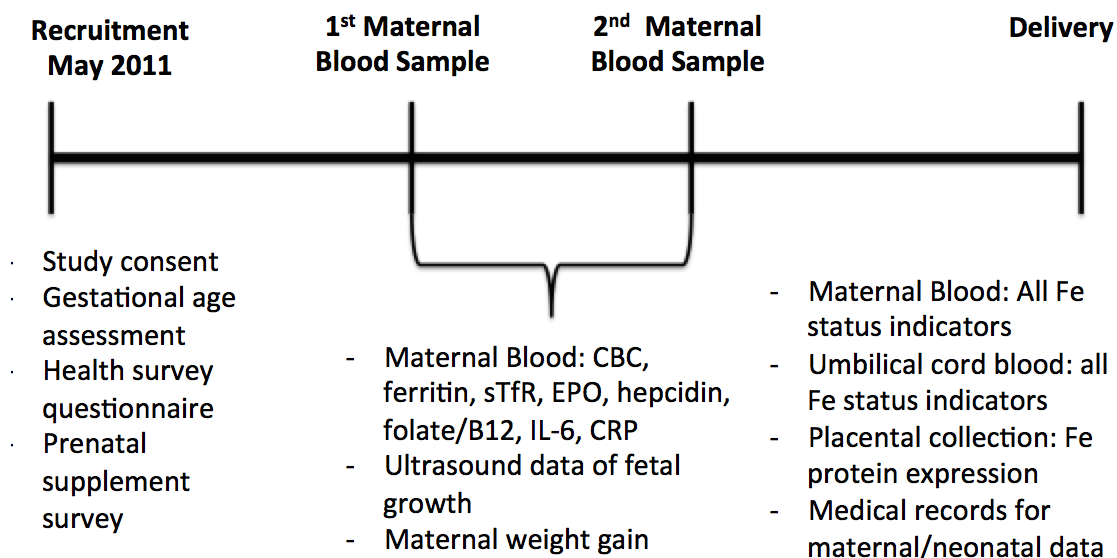 Recruitment
May 2011
1st Maternal
Blood Sample
2nd Maternal
Blood Sample
Delivery
· Study consent
· Gestational age
assessment
· Health survey
questionnaire
· Prenatal
supplement
survey
- Maternal Blood: CBC,
ferritin, sTfR, EPO, hepcidin,
folate/B12, IL-6, CRP
- Ultrasound data of fetal
growth
- Maternal weight gain
- Maternal Blood: All Fe
status indicators
- Umbilical cord blood: all
Fe status indicators
- Placental collection: Fe
protein expression
- Medical records for
maternal/neonatal data